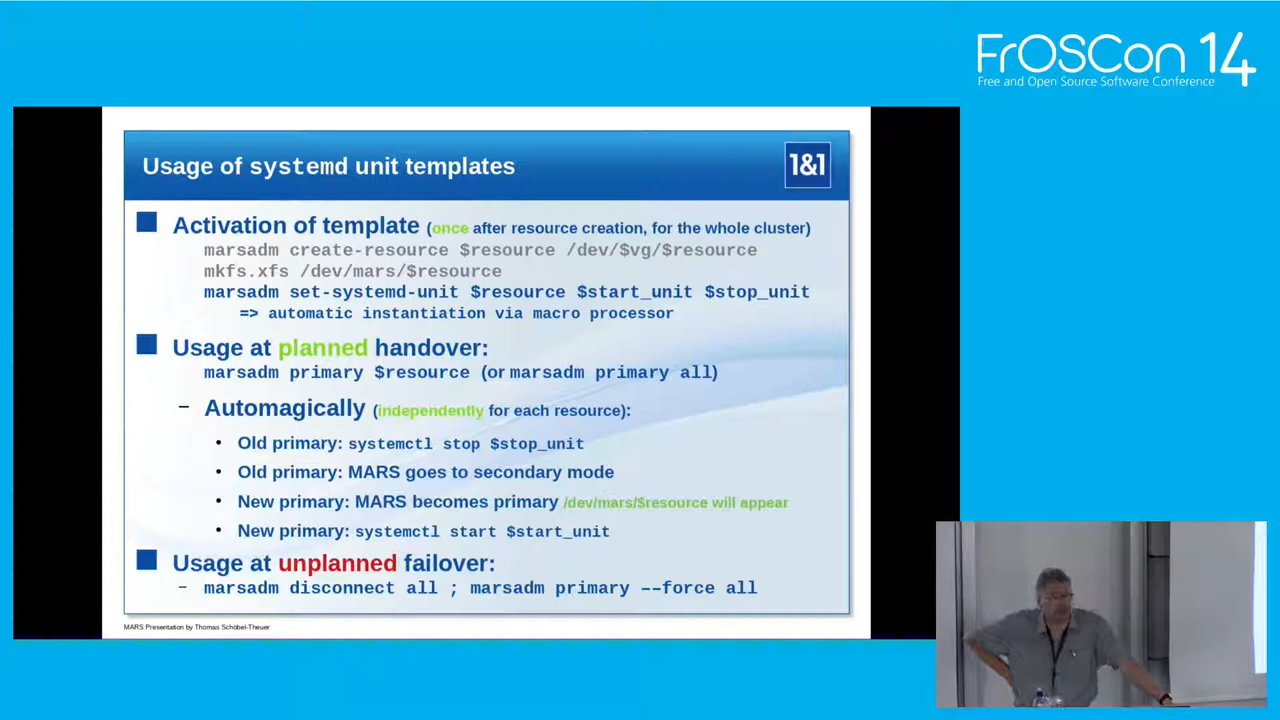 FrOSCon 14
Free and Open Source Software Conference
Usage of systemd unit templates
1&1
Activation of template (once after resource creation, for the whole cluster)
marsadm create-resource $resource /dev/$vg/$resource
mkfs.xfs /dev/mars/$resource
marsadm set-systemd-unit $resource $start_unit $stop_unit
=> automatic instantiation via macro processor
Usage at planned handover:
marsadm primary $resource (or marsadm primary all)
– Automagically (independently for each resource):
• Old primary: systemctl stop $stop_unit
• Old primary: MARS goes to secondary mode
• New primary: MARS becomes primary /dev/mars/$resource will appear
• New primary: systemctl start $start_unit
Usage at unplanned failover:
– marsadm disconnect all ; marsadm primary --force all
MARS Presentation by Thomas Schöbel-Theuer